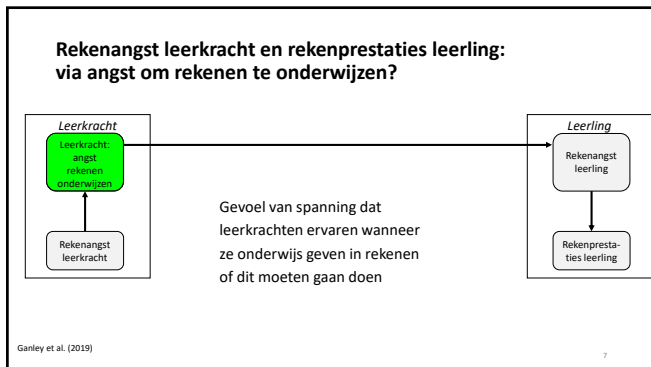 Rekenangst leerkracht en rekenprestaties leerling:
via angst om rekenen te onderwijzen?
Leerkracht
Leerkracht:
angst
rekenen
onderwijzen
Rekenangst
leerkracht
Gevoel van spanning dat
leerkrachten ervaren wanneer
ze onderwijs geven in rekenen
of dit moeten gaan doen
Leerling
Rekenangst
leerling
Rekenpresta-
ties leerling
Ganley et al. (2019)
7